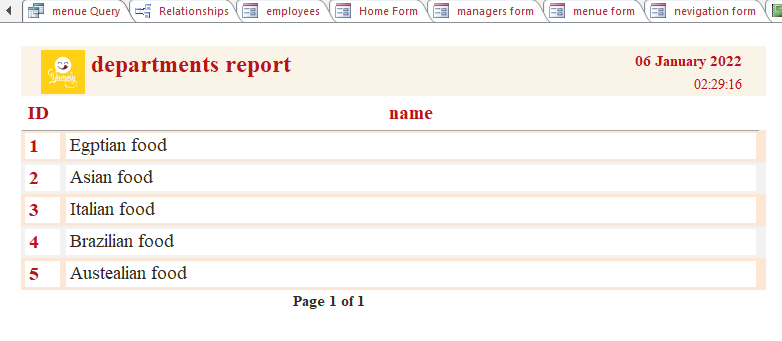 menue Query Relationships employees Home Form managers form menue form nevigation form
Yummy
departments report
06 January 2022
02:29:16
ID name
1 Egptian food
2 Asian food
3 Italian food
4 Brazilian food
5 Austealian food
Page 1 of 1